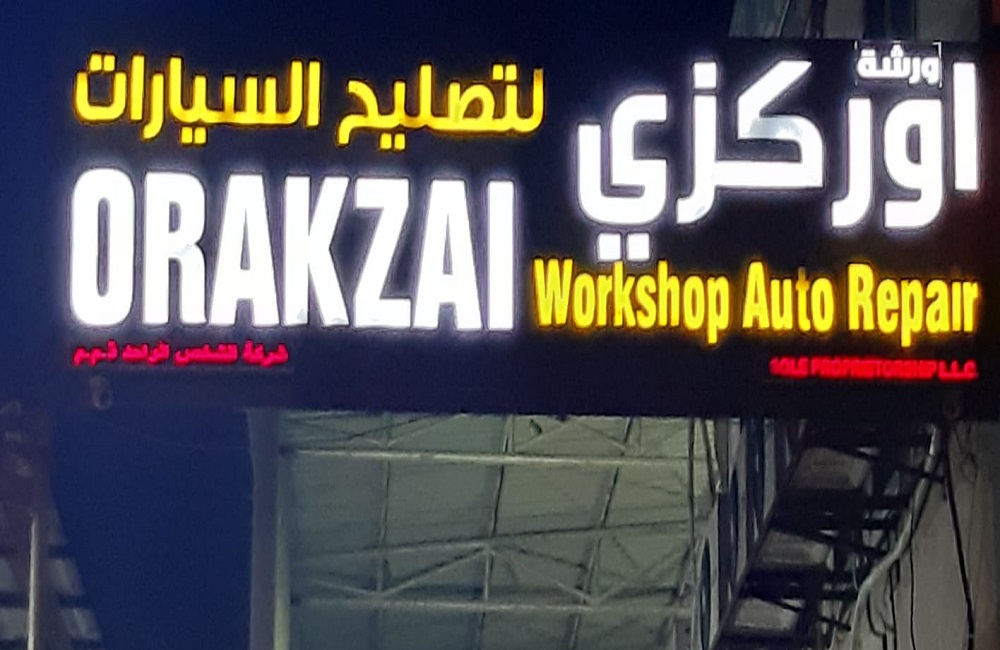 ورشة
اوركزي لتصليح السيارات
ORAKZAI Workshop Auto Repair
شركة الشخص الواحد ذ.م.م
SOLE PROPRIETORSHIP L.L.C